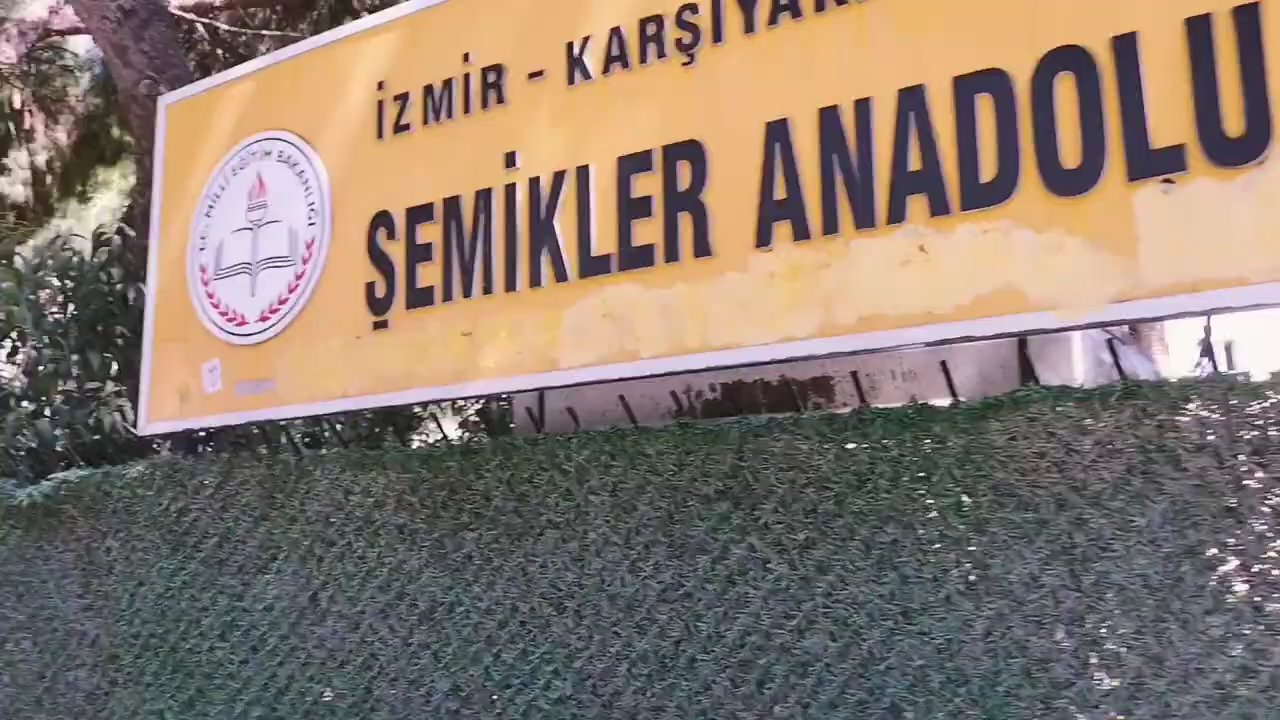 İZMİR - KARŞIYAK
ŞEMİKLER ANADOLU
T.C. MİLLİ EĞİTİM BAKANLIĞI